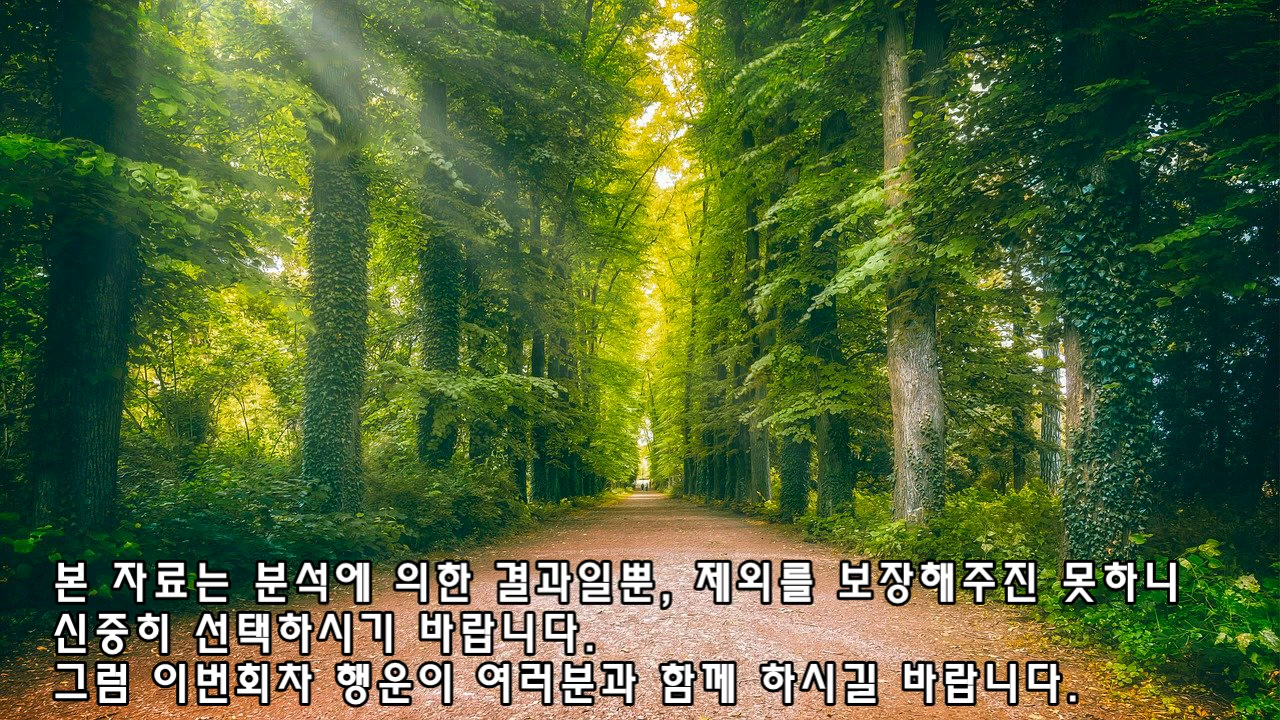 본 자료는 분석에 의한 결과일뿐, 제외를 보장해주진 못하니
신중히 선택하시기 바랍니다.
그럼 이번회차 행운이 여러분과 함께 하시길 바랍니다.